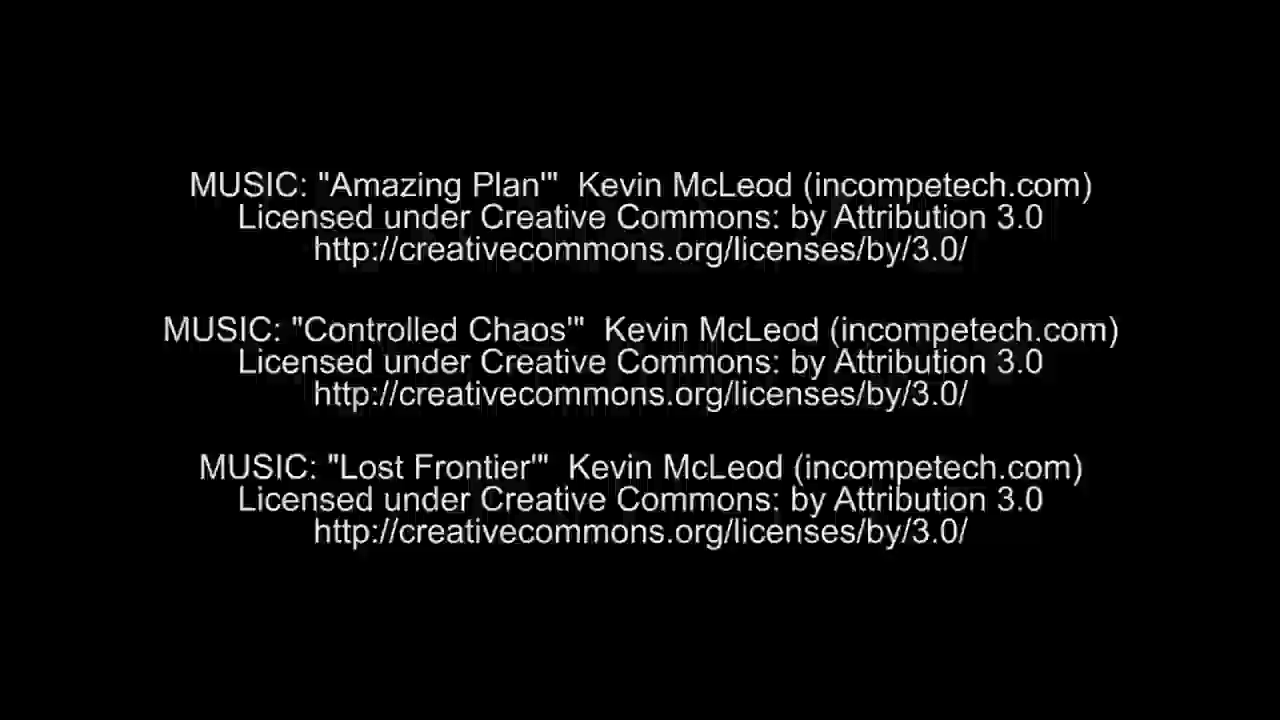 MUSIC: "Amazing Plan'"  Kevin McLeod (incompetech.com)
Licensed under Creative Commons: by Attribution 3.0
http://creativecommons.org/licenses/by/3.0/
MUSIC: "Controlled Chaos'"  Kevin McLeod (incompetech.com)
Licensed under Creative Commons: by Attribution 3.0
http://creativecommons.org/licenses/by/3.0/
MUSIC: "Lost Frontier'"  Kevin McLeod (incompetech.com)
Licensed under Creative Commons: by Attribution 3.0
http://creativecommons.org/licenses/by/3.0/